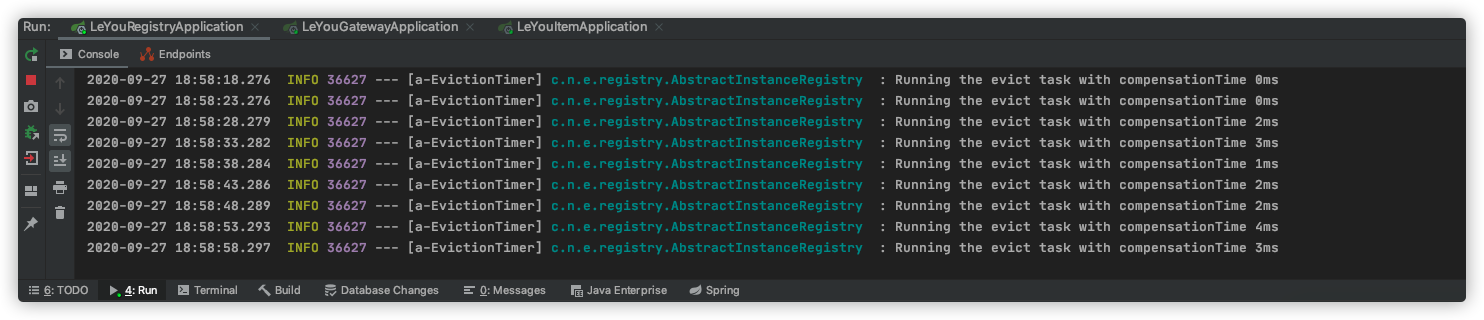 Run: LeYouRegistryApplication × LeYouGatewayApplication × LeYouItemApplication ×
Console Endpoints
2020-09-27 18:58:18.276 INFO 36627 --- [a-EvictionTimer] c.n.e.registry.AbstractInstanceRegistry : Running the evict task with compensationTime 0ms
2020-09-27 18:58:23.276 INFO 36627 --- [a-EvictionTimer] c.n.e.registry.AbstractInstanceRegistry : Running the evict task with compensationTime 0ms
2020-09-27 18:58:28.279 INFO 36627 --- [a-EvictionTimer] c.n.e.registry.AbstractInstanceRegistry : Running the evict task with compensationTime 2ms
2020-09-27 18:58:33.282 INFO 36627 --- [a-EvictionTimer] c.n.e.registry.AbstractInstanceRegistry : Running the evict task with compensationTime 3ms
2020-09-27 18:58:38.284 INFO 36627 --- [a-EvictionTimer] c.n.e.registry.AbstractInstanceRegistry : Running the evict task with compensationTime 1ms
2020-09-27 18:58:43.286 INFO 36627 --- [a-EvictionTimer] c.n.e.registry.AbstractInstanceRegistry : Running the evict task with compensationTime 2ms
2020-09-27 18:58:48.289 INFO 36627 --- [a-EvictionTimer] c.n.e.registry.AbstractInstanceRegistry : Running the evict task with compensationTime 2ms
2020-09-27 18:58:53.293 INFO 36627 --- [a-EvictionTimer] c.n.e.registry.AbstractInstanceRegistry : Running the evict task with compensationTime 4ms
2020-09-27 18:58:58.297 INFO 36627 --- [a-EvictionTimer] c.n.e.registry.AbstractInstanceRegistry : Running the evict task with compensationTime 3ms
6: TODO 4: Run Terminal Build Database Changes 0: Messages Java Enterprise Spring